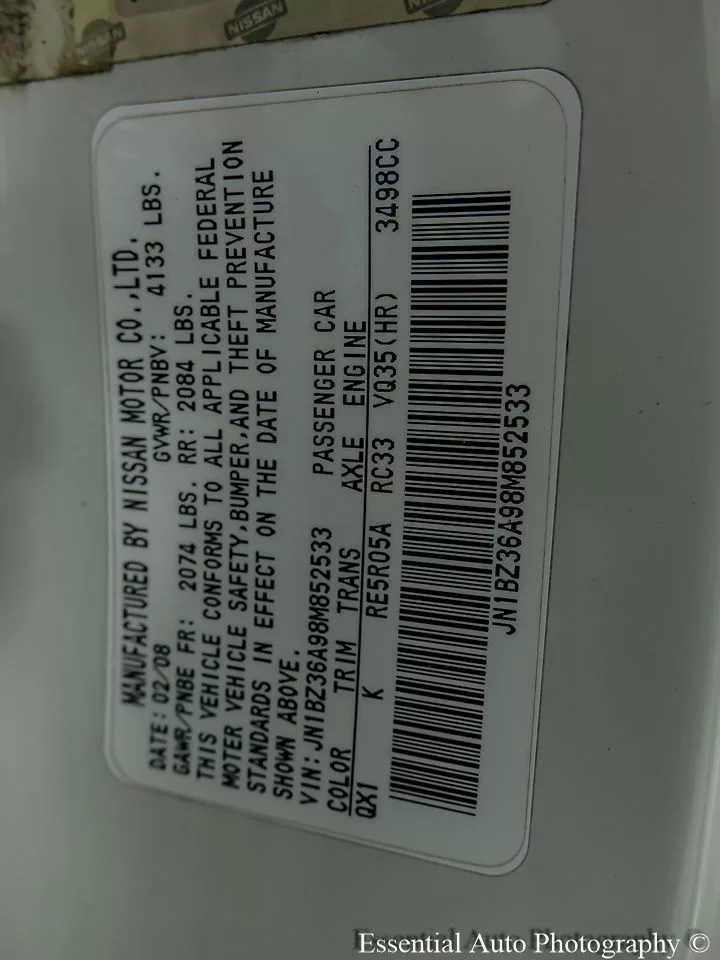 NISSAN
NISSAN
MANUFACTURED BY NISSAN MOTOR CO.,LTD.
DATE: 02/08 GVWR/PNBV: 4133 LBS.
GAWR/PNBE FR: 2074 LBS. RR: 2084 LBS.
THIS VEHICLE CONFORMS TO ALL APPLICABLE FEDERAL
MOTER VEHICLE SAFETY,BUMPER,AND THEFT PREVENTION
STANDARDS IN EFFECT ON THE DATE OF MANUFACTURE
SHOWN ABOVE.
VIN: JN1BZ36A98M852533 PASSENGER CAR
COLOR TRIM TRANS AXLE ENGINE
QX1 K RE5R05A RC33 VQ35(HR) 3498CC
JN1BZ36A98M852533
Essential Auto Photography ©